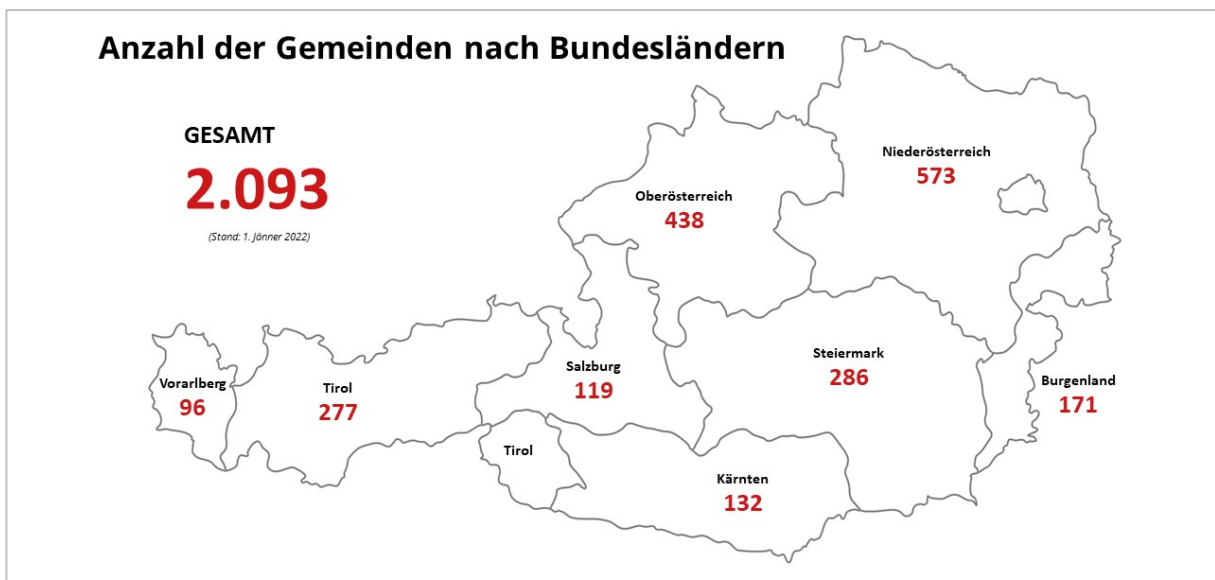 Anzahl der Gemeinden nach Bundesländern
GESAMT
2.093
(Stand: 1. Jänner 2022)
Niederösterreich
573
Oberösterreich
438
Steiermark
286
Salzburg
119
Burgenland
171
Vorarlberg
96
Tirol
277
Tirol
Kärnten
132